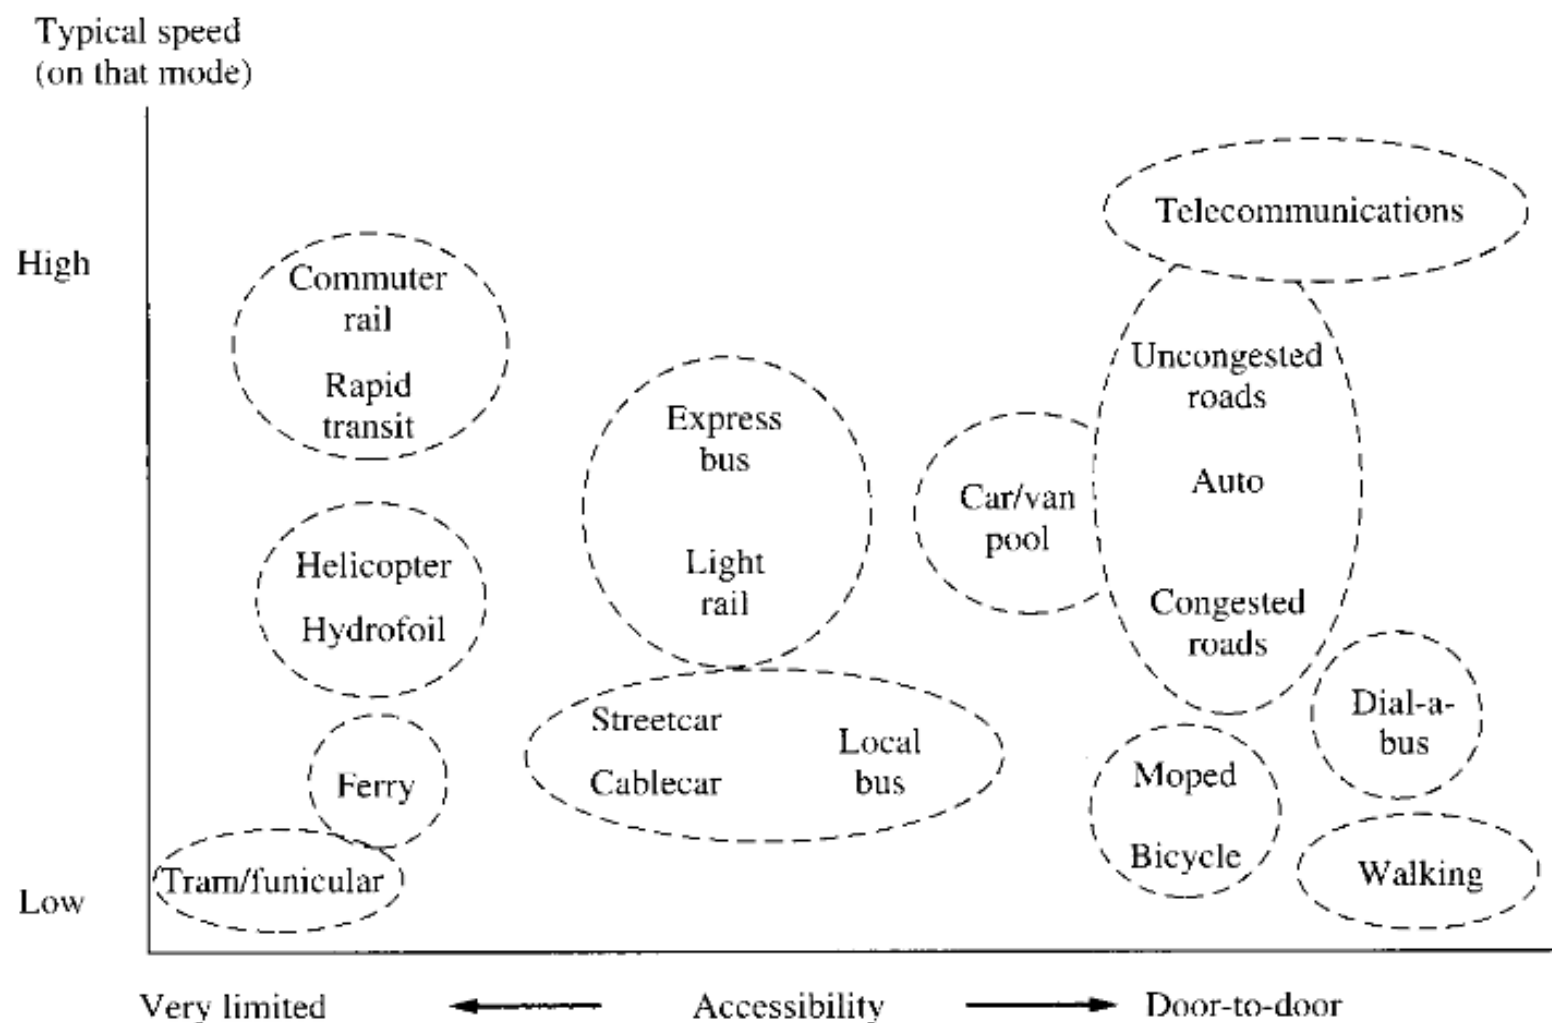 Typical speed
(on that mode)
High
Low
Commuter
rail
Rapid
transit
Helicopter
Hydrofoil
Ferry
Tram/funicular
Express
bus
Light
rail
Streetcar
Cablecar
Local
bus
Car/van
pool
Telecommunications
Uncongested
roads
Auto
Congested
roads
Dial-a-
bus
Moped
Bicycle
Walking
Very limited
Accessibility
Door-to-door